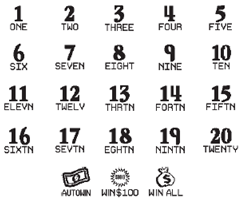 1 2 3 4 5
ONE TWO THREE FOUR FIVE
6 7 8 9 10
SIX SEVEN EIGHT NINE TEN
11 12 13 14 15
ELEVN TWELV THRTN FORTN FIFTN
16 17 18 19 20
SIXTN SEVTN EGHTN NINTN TWENTY
AUTOWIN WIN$100 WIN ALL